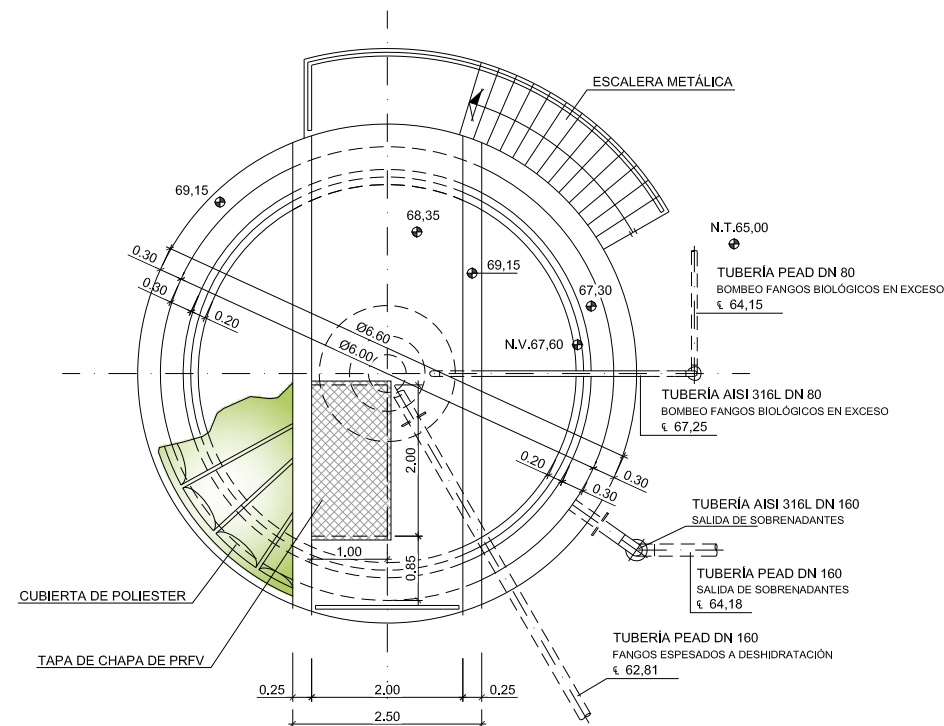 ESCALERA METÁLICA
69,15
68,35
N.T.65,00
0.30
69,15
TUBERÍA PEAD DN 80
BOMBEO FANGOS BIOLÓGICOS EN EXCESO
℄ 64,15
0.30
67,30
0.20
Ø6.60
N.V.67,60
Ø6.00
TUBERÍA AISI 316L DN 80
BOMBEO FANGOS BIOLÓGICOS EN EXCESO
℄ 67,25
2.00
0.20
0.30
0.30
TUBERÍA AISI 316L DN 160
SALIDA DE SOBRENADANTES
1.00
0.85
TUBERÍA PEAD DN 160
SALIDA DE SOBRENADANTES
℄ 64,18
CUBIERTA DE POLIESTER
TUBERÍA PEAD DN 160
FANGOS ESPESADOS A DESHIDRATACIÓN
℄ 62,81
TAPA DE CHAPA DE PRFV
0.25
2.00
0.25
2.50